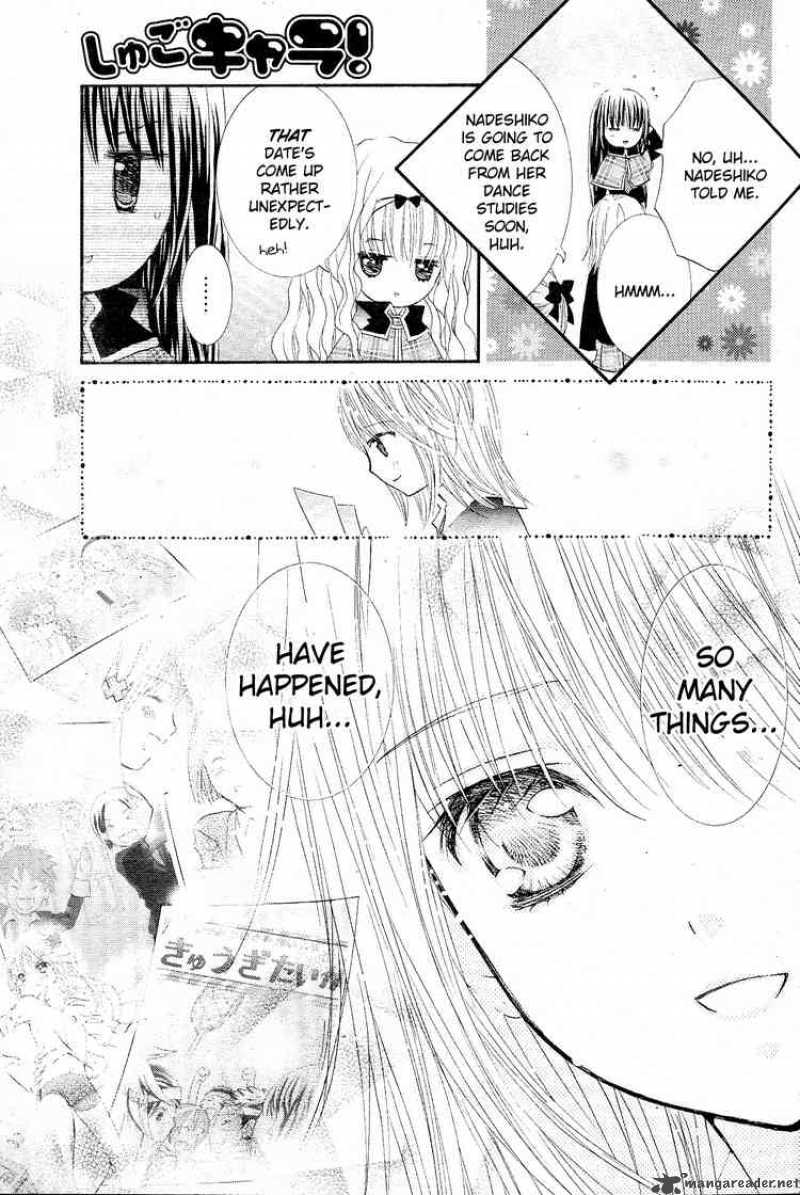 しゅごキャラ!
NO, UH...
NADESHIKO
TOLD ME.
NADESHIKO
IS GOING TO
COME BACK
FROM HER
DANCE
STUDIES
SOON,
HUH.
HMMM...
THAT
DATE'S
COME UP
RATHER
UNEXPECT-
EDLY.
heh!
...
SO
MANY
THINGS...
HAVE
HAPPENED,
HUH...
きゅうぎたいか
mangareader.net